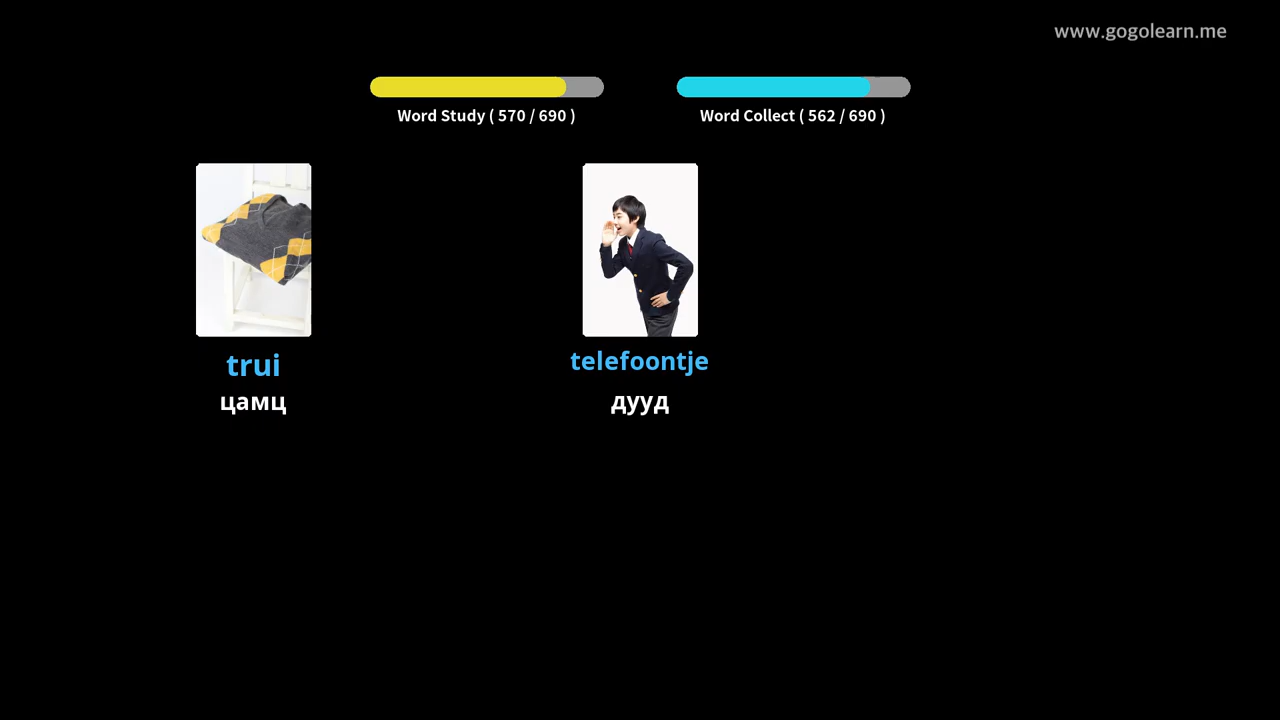 www.gogolearn.me
Word Study ( 570 / 690 )
Word Collect ( 562 / 690 )
trui
цамц
telefoontje
дууд